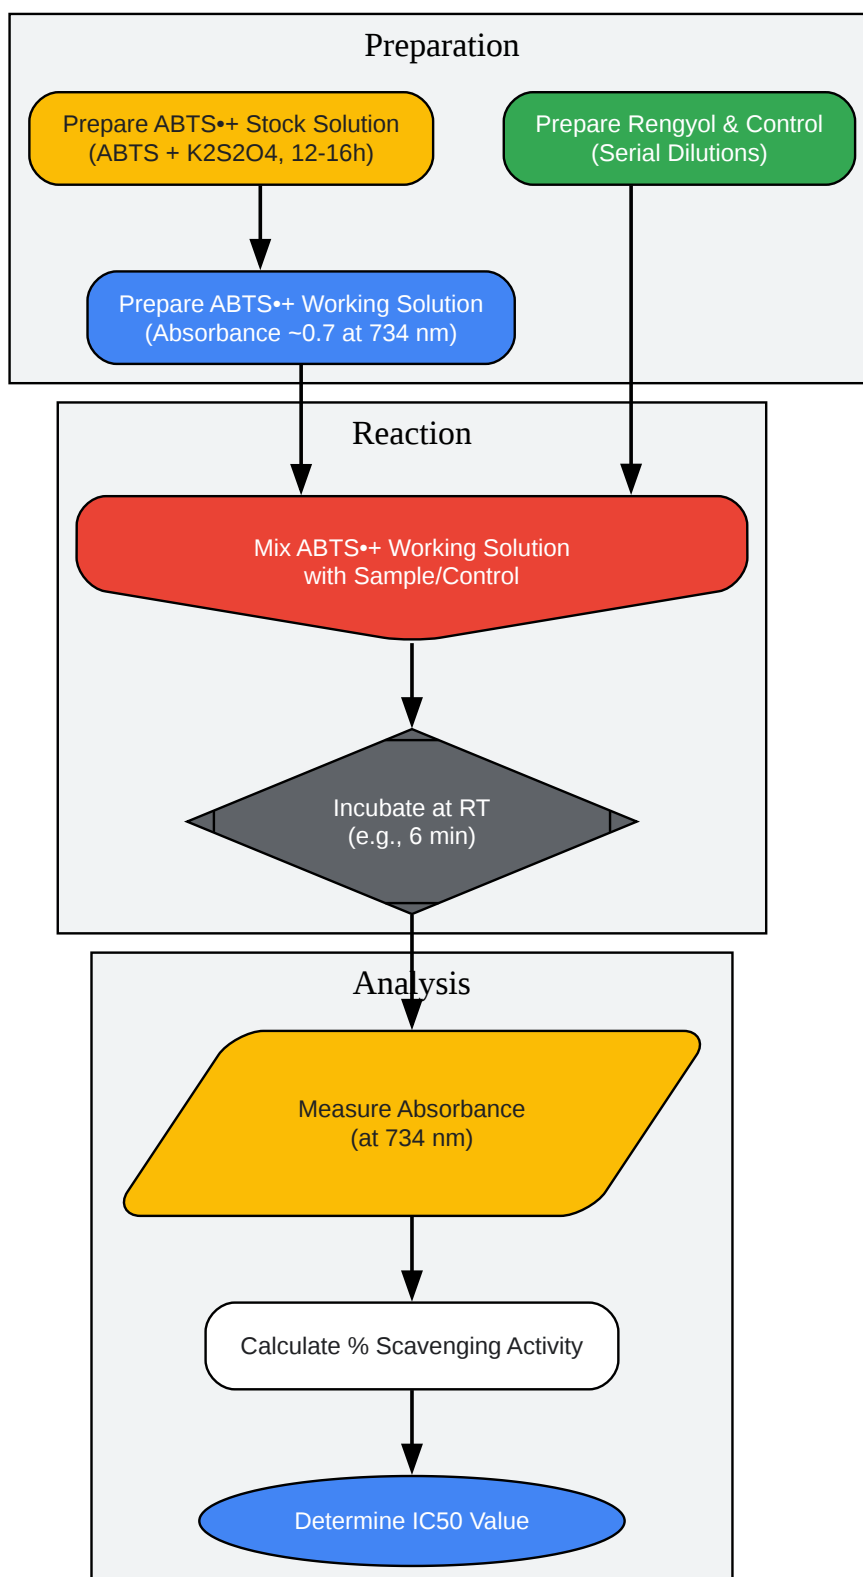 Preparation
Prepare ABTS•+ Stock Solution
(ABTS + K2S2O4, 12-16h)
Prepare Rengyol & Control
(Serial Dilutions)
Prepare ABTS•+ Working Solution
(Absorbance ~0.7 at 734 nm)
Reaction
Mix ABTS•+ Working Solution
with Sample/Control
Incubate at RT
(e.g., 6 min)
Analysis
Measure Absorbance
(at 734 nm)
Calculate % Scavenging Activity
Determine IC50 Value